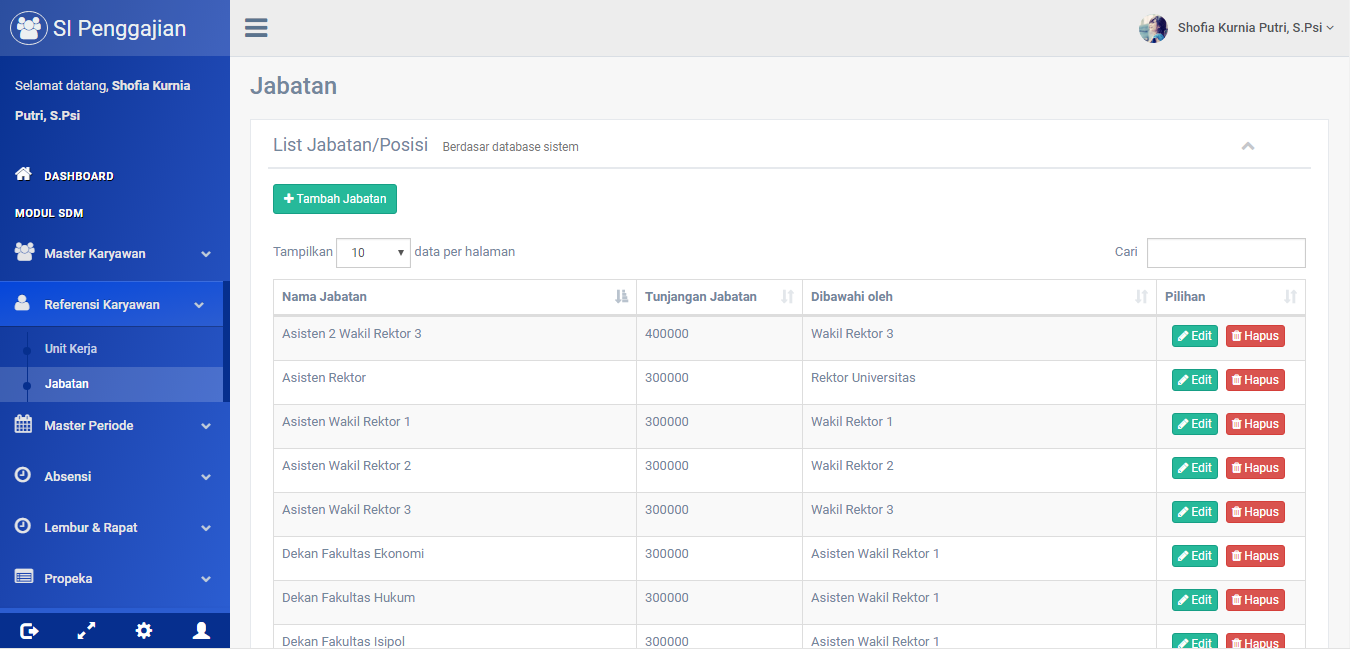 SI Penggajian
Shofia Kurnia Putri, S.Psi
Selamat datang, Shofia Kurnia
Putri, S.Psi
DASHBOARD
MODUL SDM
Master Karyawan
Referensi Karyawan
Unit Kerja
Jabatan
Master Periode
Absensi
Lembur & Rapat
Propeka
Jabatan
List Jabatan/Posisi Berdasar database sistem
Tambah Jabatan
Tampilkan 10 data per halaman Cari
Nama Jabatan Tunjangan Jabatan Dibawahi oleh Pilihan
Asisten 2 Wakil Rektor 3 400000 Wakil Rektor 3 Edit Hapus
Asisten Rektor 300000 Rektor Universitas Edit Hapus
Asisten Wakil Rektor 1 300000 Wakil Rektor 1 Edit Hapus
Asisten Wakil Rektor 2 300000 Wakil Rektor 2 Edit Hapus
Asisten Wakil Rektor 3 300000 Wakil Rektor 3 Edit Hapus
Dekan Fakultas Ekonomi 300000 Asisten Wakil Rektor 1 Edit Hapus
Dekan Fakultas Hukum 300000 Asisten Wakil Rektor 1 Edit Hapus
Dekan Fakultas Isipol 300000 Asisten Wakil Rektor 1 Edit Hapus